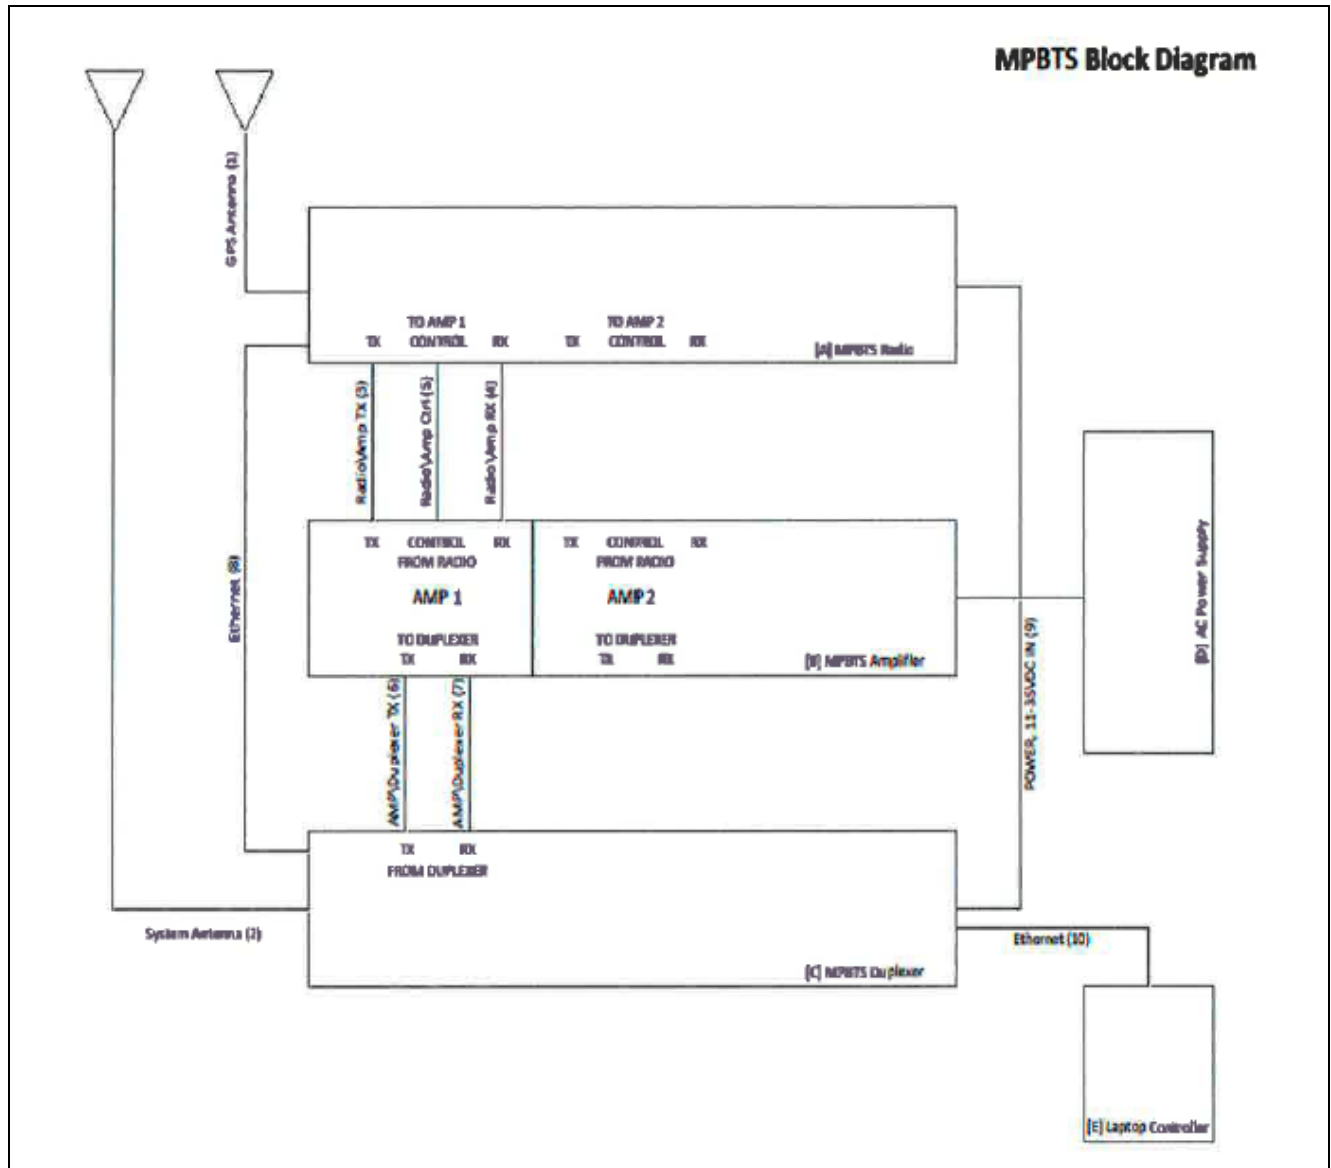 MPBTS Block Diagram
GPS Antenna (1)
TO AMP 1
TO AMP 2
TX CONTROL RX
TX CONTROL RX
[A] MPBTS Radio
Radio\Amp TX (3)
Radio\Amp Ctrl (5)
Radio\Amp RX (4)
TX CONTROL RX
FROM RADIO
AMP 1
TO DUPLEXER
TX RX
TX CONTROL RX
FROM RADIO
AMP 2
TO DUPLEXER
TX RX
[B] MPBTS Amplifier
[D] AC Power Supply
Ethernet (8)
POWER, 11-35VDC IN (9)
AMP\Duplexer TX (6)
AMP\Duplexer RX (7)
TX RX
FROM DUPLEXER
System Antenna (2)
[C] MPBTS Duplexer
Ethernet (10)
[E] Laptop Controller